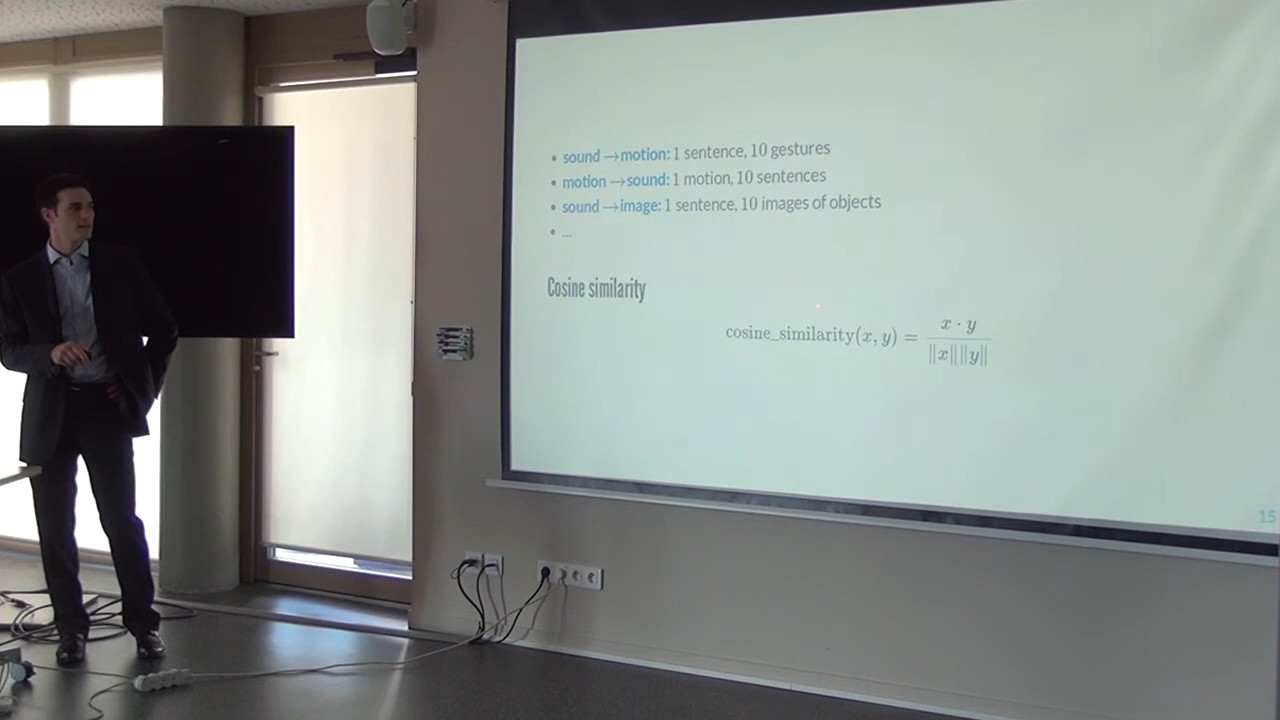 • sound →motion: 1 sentence, 10 gestures
• motion →sound: 1 motion, 10 sentences
• sound →image: 1 sentence, 10 images of objects
• ...
Cosine similarity
cosine_similarity(x, y) = x · y / ‖x‖‖y‖
15